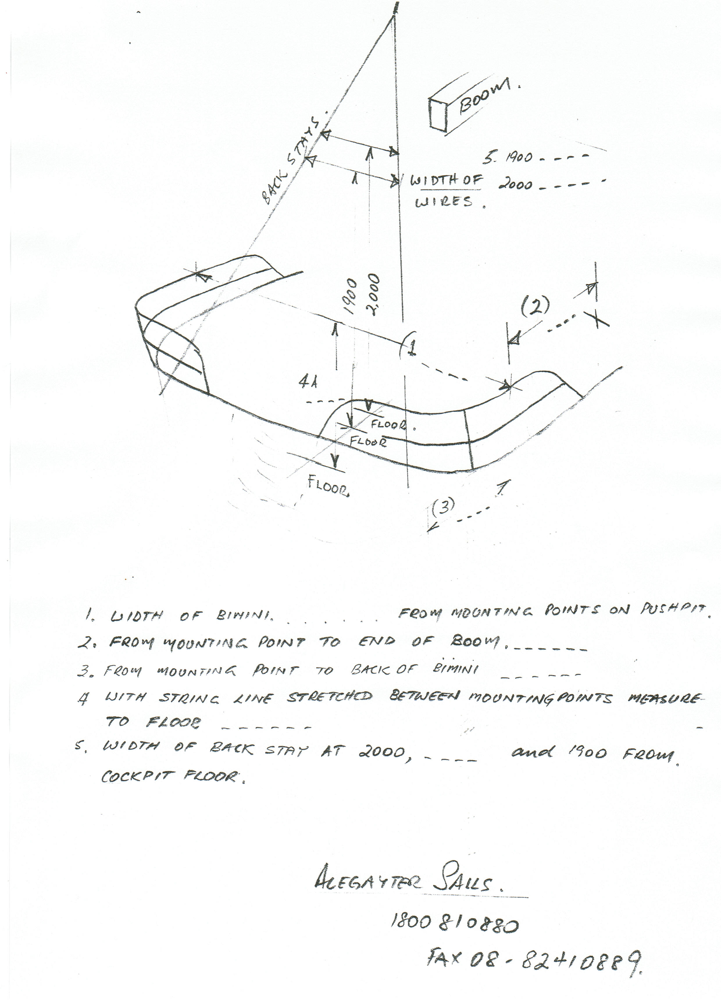 BOOM.
BACK STAYS.
5. 1900 ----
WIDTH OF 2000 -----
WIRES.
1900
2,000
(2)
(1
4A
----
FLOOR.
FLOOR
FLOOR.
(3)
1. WIDTH OF BIMINI. . . . . . . FROM MOUNTING POINTS ON PUSHPIT.
2. FROM MOUNTING POINT TO END OF BOOM. ------
3. FROM MOUNTING POINT TO BACK OF BIMINI ------
4 WITH STRING LINE STRETCHED BETWEEN MOUNTING POINTS MEASURE
TO FLOOR ------
5. WIDTH OF BACK STAY AT 2000, ---- and 1900 FROM.
COCKPIT FLOOR.
SAILS.
1800 810880
FAX 08-82410889.